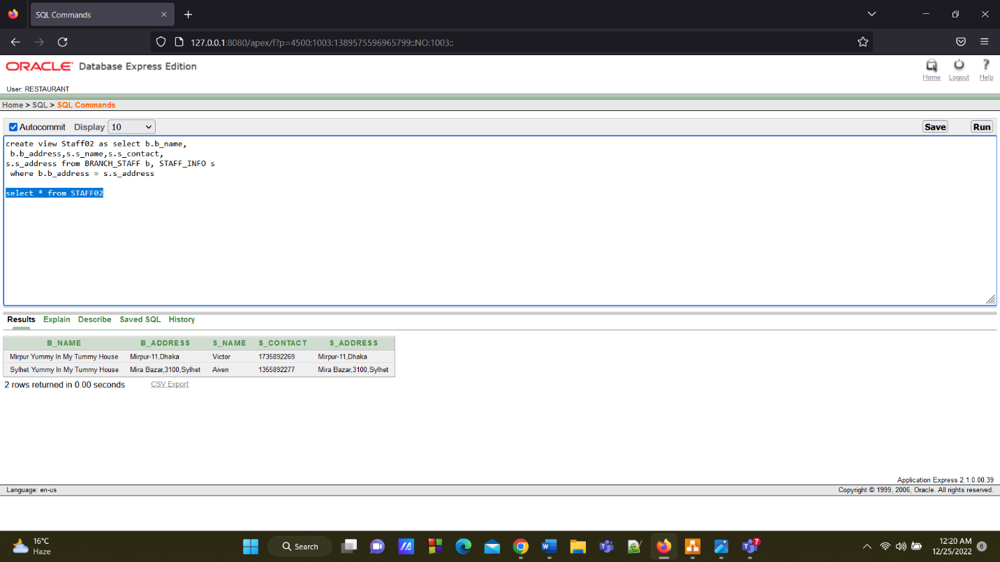 SQL Commands
127.0.0.1:8080/apex/f?p=4500:1003:1389575596965799::NO:1003::
ORACLE Database Express Edition
Home Logout Help
User: RESTAURANT
Home > SQL > SQL Commands
Autocommit Display 10 Save Run
create view Staff02 as select b.b_name,
b.b_address,s.s_name,s.s_contact,
s.s_address from BRANCH_STAFF b, STAFF_INFO s
where b.b_address = s.s_address
select * from STAFF02
Results Explain Describe Saved SQL History
B_NAME B_ADDRESS S_NAME S_CONTACT S_ADDRESS
Mirpur Yummy In My Tummy House Mirpur-11,Dhaka Victor 1735892269 Mirpur-11,Dhaka
Sylhet Yummy In My Tummy House Mira Bazar,3100,Sylhet Aiven 1355892277 Mira Bazar,3100,Sylhet
2 rows returned in 0.00 seconds CSV Export
Application Express 2.1.0.00.39
Language: en-us Copyright © 1999, 2006, Oracle. All rights reserved.
16°C
Haze
Search
7
12:20 AM
12/25/2022
6